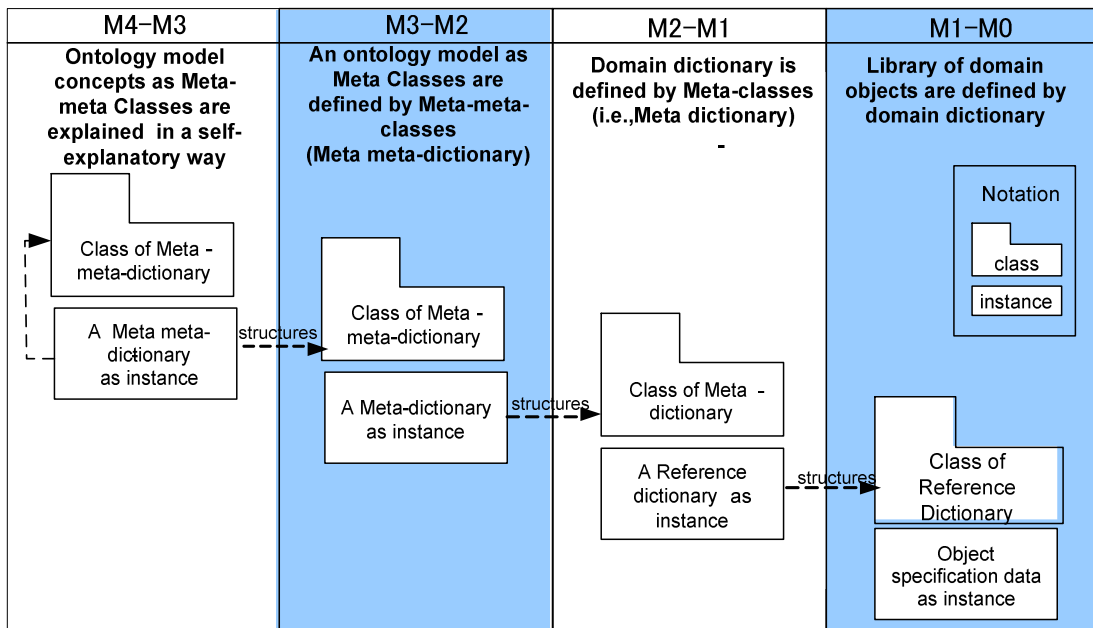 M4-M3
Ontology model
concepts as Meta-
meta Classes are
explained in a self-
explanatory way
Class of Meta -
meta-dictionary
A Meta meta-
dictionary
as instance
structures
M3-M2
An ontology model as
Meta Classes are
defined by Meta-meta-
classes
(Meta meta-dictionary)
Class of Meta -
meta-dictionary
A Meta-dictionary
as instance
structures
M2-M1
Domain dictionary is
defined by Meta-classes
(i.e.,Meta dictionary)
-
Class of Meta -
dictionary
A Reference
dictionary as
instance
structures
M1-M0
Library of domain
objects are defined by
domain dictionary
Notation
class
instance
Class of
Reference
Dictionary
Object
specification data
as instance